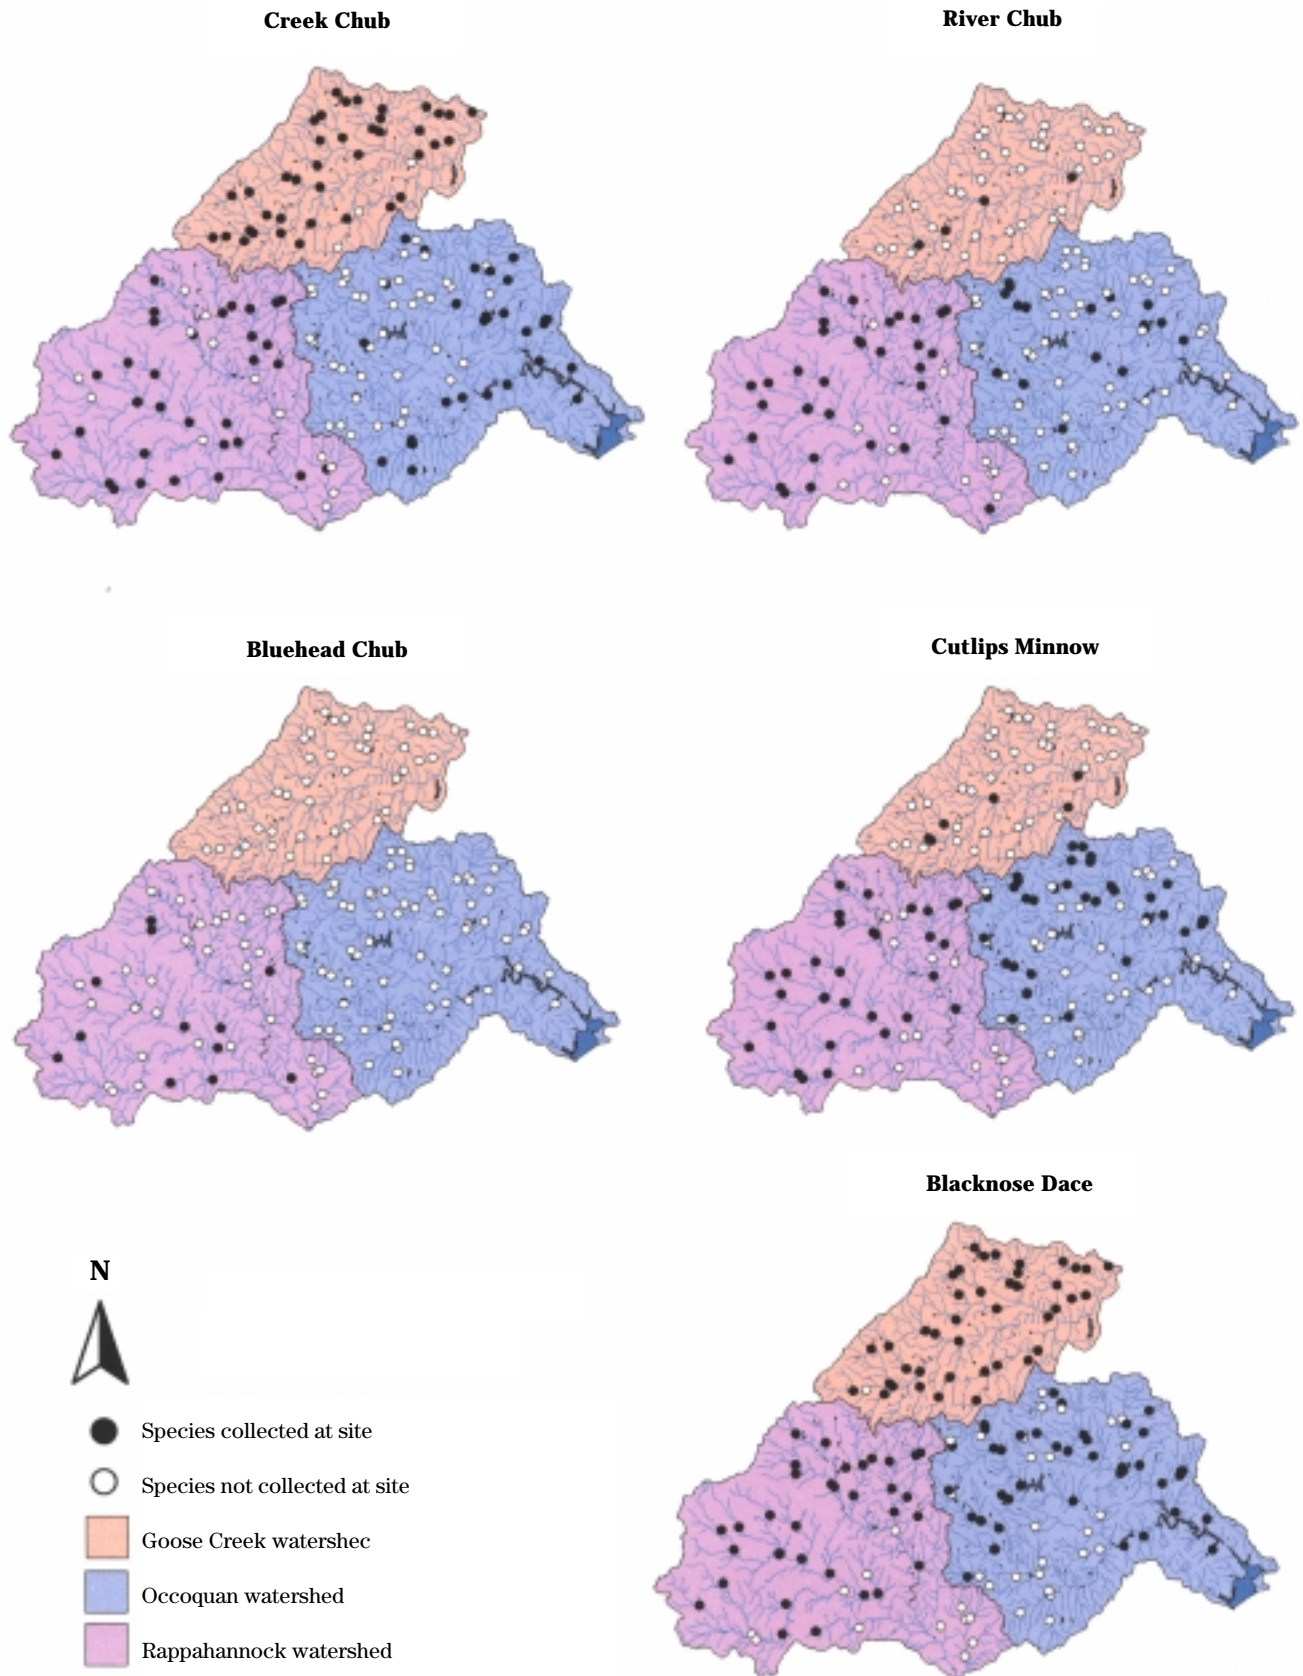 Creek Chub
River Chub
Bluehead Chub
Cutlips Minnow
Blacknose Dace
N
Species collected at site
Species not collected at site
Goose Creek watershec
Occoquan watershed
Rappahannock watershed